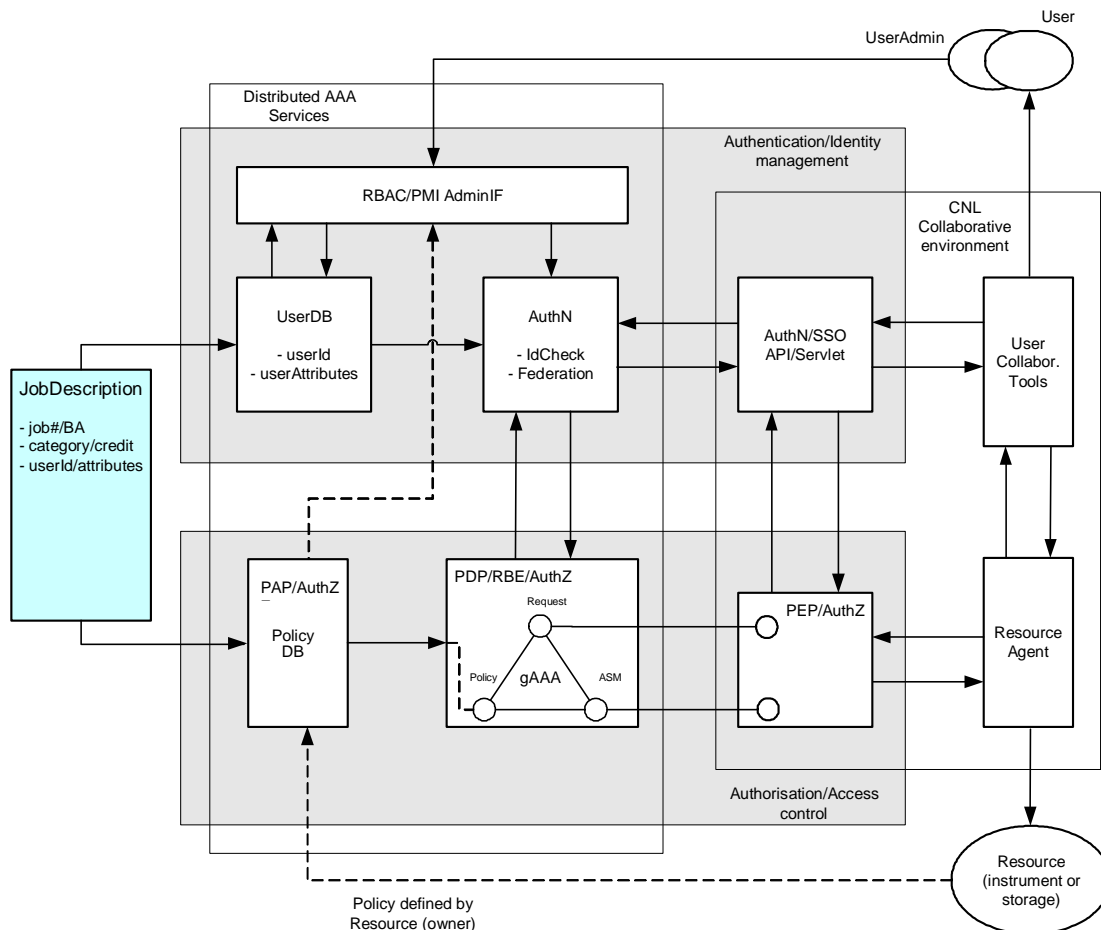 User
UserAdmin
Distributed AAA
Services
Authentication/Identity
management
RBAC/PMI AdminIF
CNL
Collaborative
environment
UserDB
- userId
- userAttributes
AuthN
- IdCheck
- Federation
AuthN/SSO
API/Servlet
User
Collabor.
Tools
JobDescription
- job#/BA
- category/credit
- userId/attributes
PAP/AuthZ
_
Policy
DB
PDP/RBE/AuthZ
Request
Policy
gAAA
ASM
PEP/AuthZ
Resource
Agent
Authorisation/Access
control
Resource
(instrument or
storage)
Policy defined by
Resource (owner)